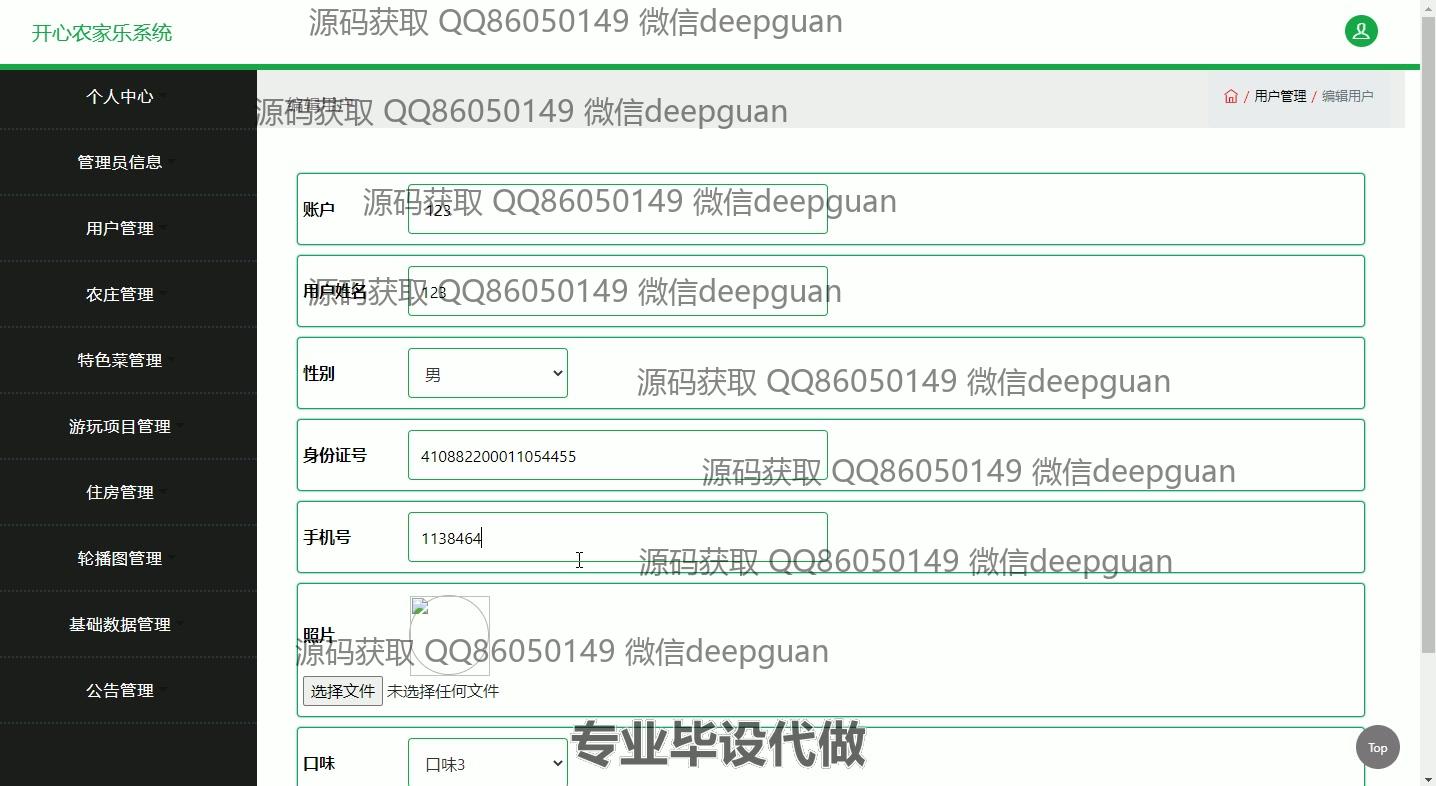 源码获取 QQ86050149 微信deepguan
开心农家乐系统
个人中心
编辑用户
源码获取 QQ86050149 微信deepguan
/ 用户管理 / 编辑用户
管理员信息
源码获取 QQ86050149 微信deepguan
账户 123
用户管理
农庄管理
源码获取 QQ86050149 微信deepguan
用户姓名 123
特色菜管理
性别 男
源码获取 QQ86050149 微信deepguan
游玩项目管理
身份证号 410882200011054455
源码获取 QQ86050149 微信deepguan
住房管理
手机号 1138464
源码获取 QQ86050149 微信deepguan
轮播图管理
基础数据管理
照片
源码获取 QQ86050149 微信deepguan
公告管理
选择文件 未选择任何文件
专业毕设代做
口味 口味3
Top